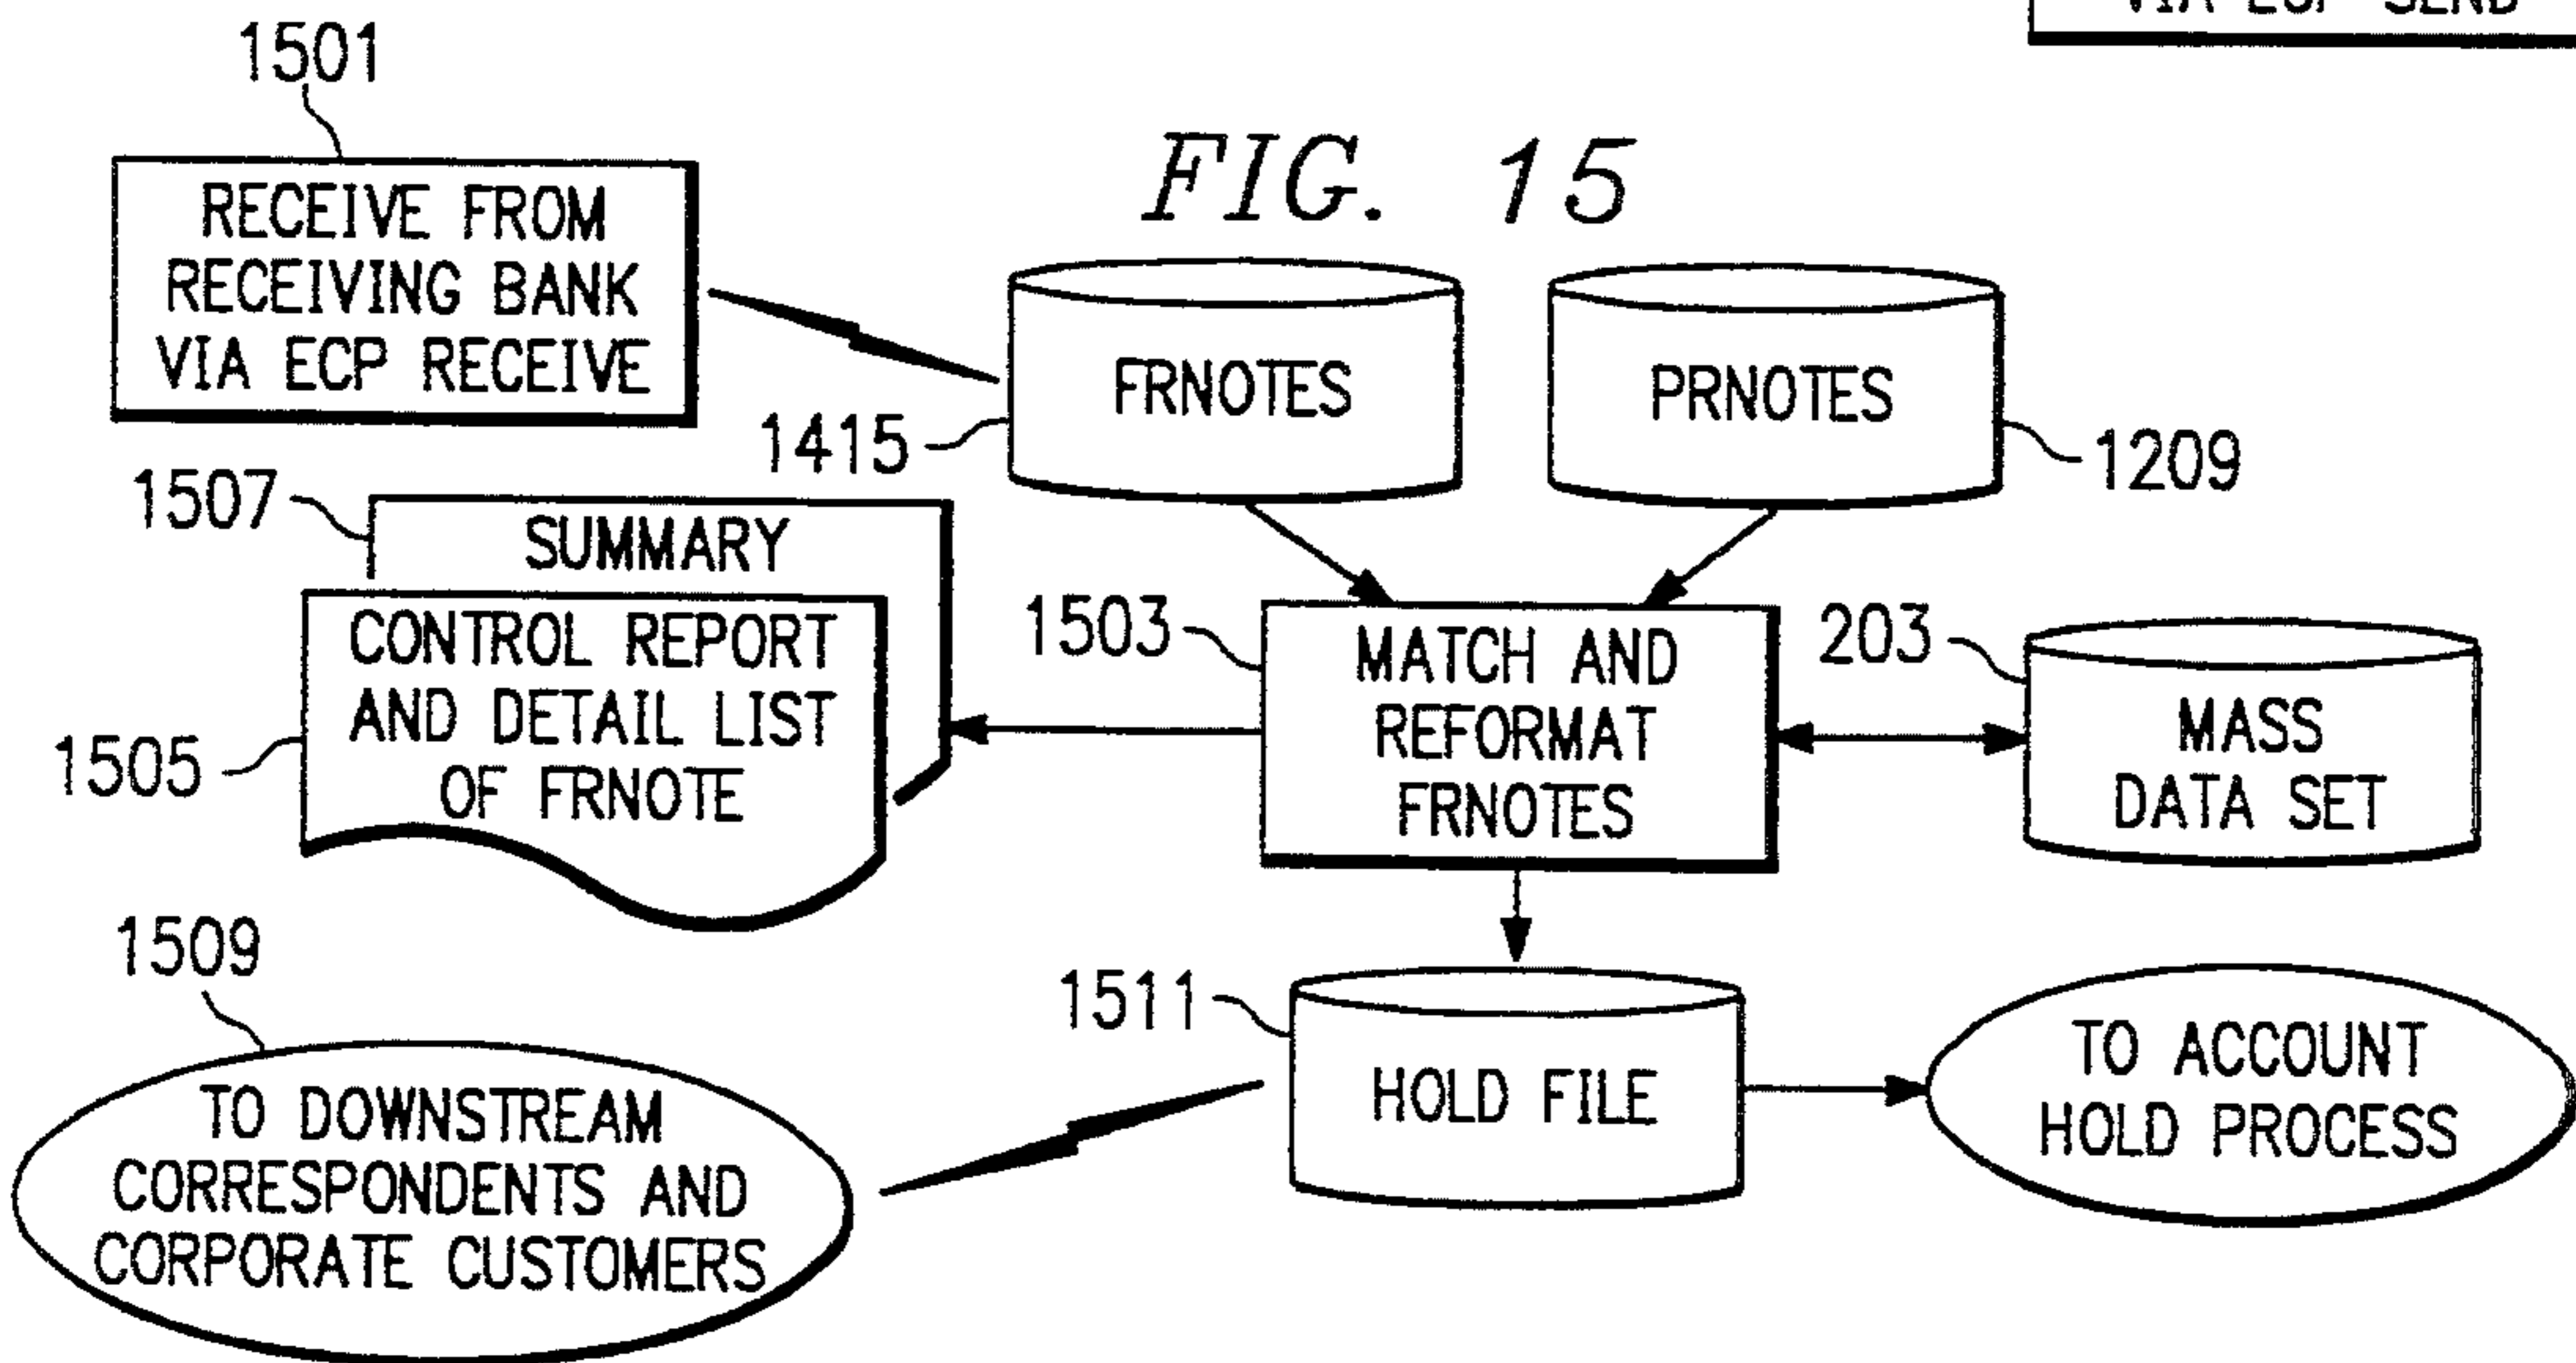 VIA ECP SEND
1501
FIG. 15
RECEIVE FROM
RECEIVING BANK
VIA ECP RECEIVE
FRNOTES
1415
PRNOTES
1209
1507
SUMMARY
CONTROL REPORT
AND DETAIL LIST
OF FRNOTE
1505
1503
MATCH AND
REFORMAT
FRNOTES
203
MASS
DATA SET
1509
TO DOWNSTREAM
CORRESPONDENTS AND
CORPORATE CUSTOMERS
1511
HOLD FILE
TO ACCOUNT
HOLD PROCESS